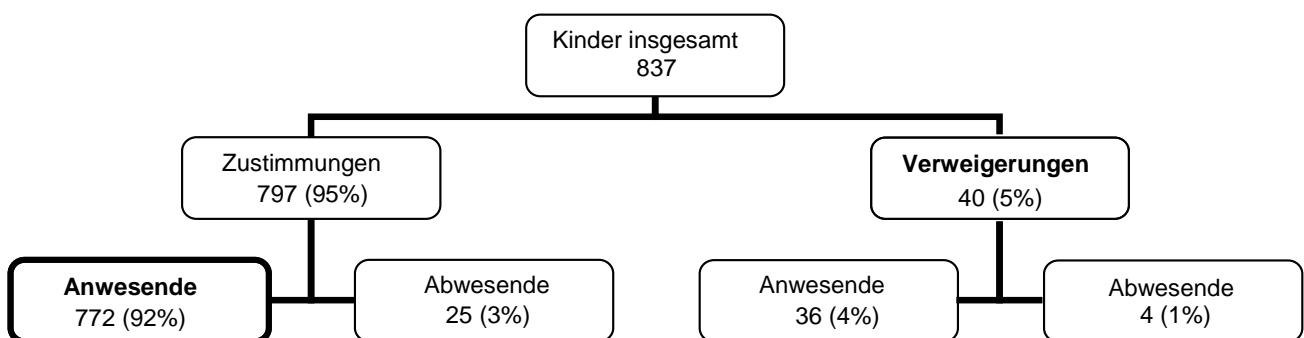 Kinder insgesamt
837
Zustimmungen
797 (95%)
Verweigerungen
40 (5%)
Anwesende
772 (92%)
Abwesende
25 (3%)
Anwesende
36 (4%)
Abwesende
4 (1%)